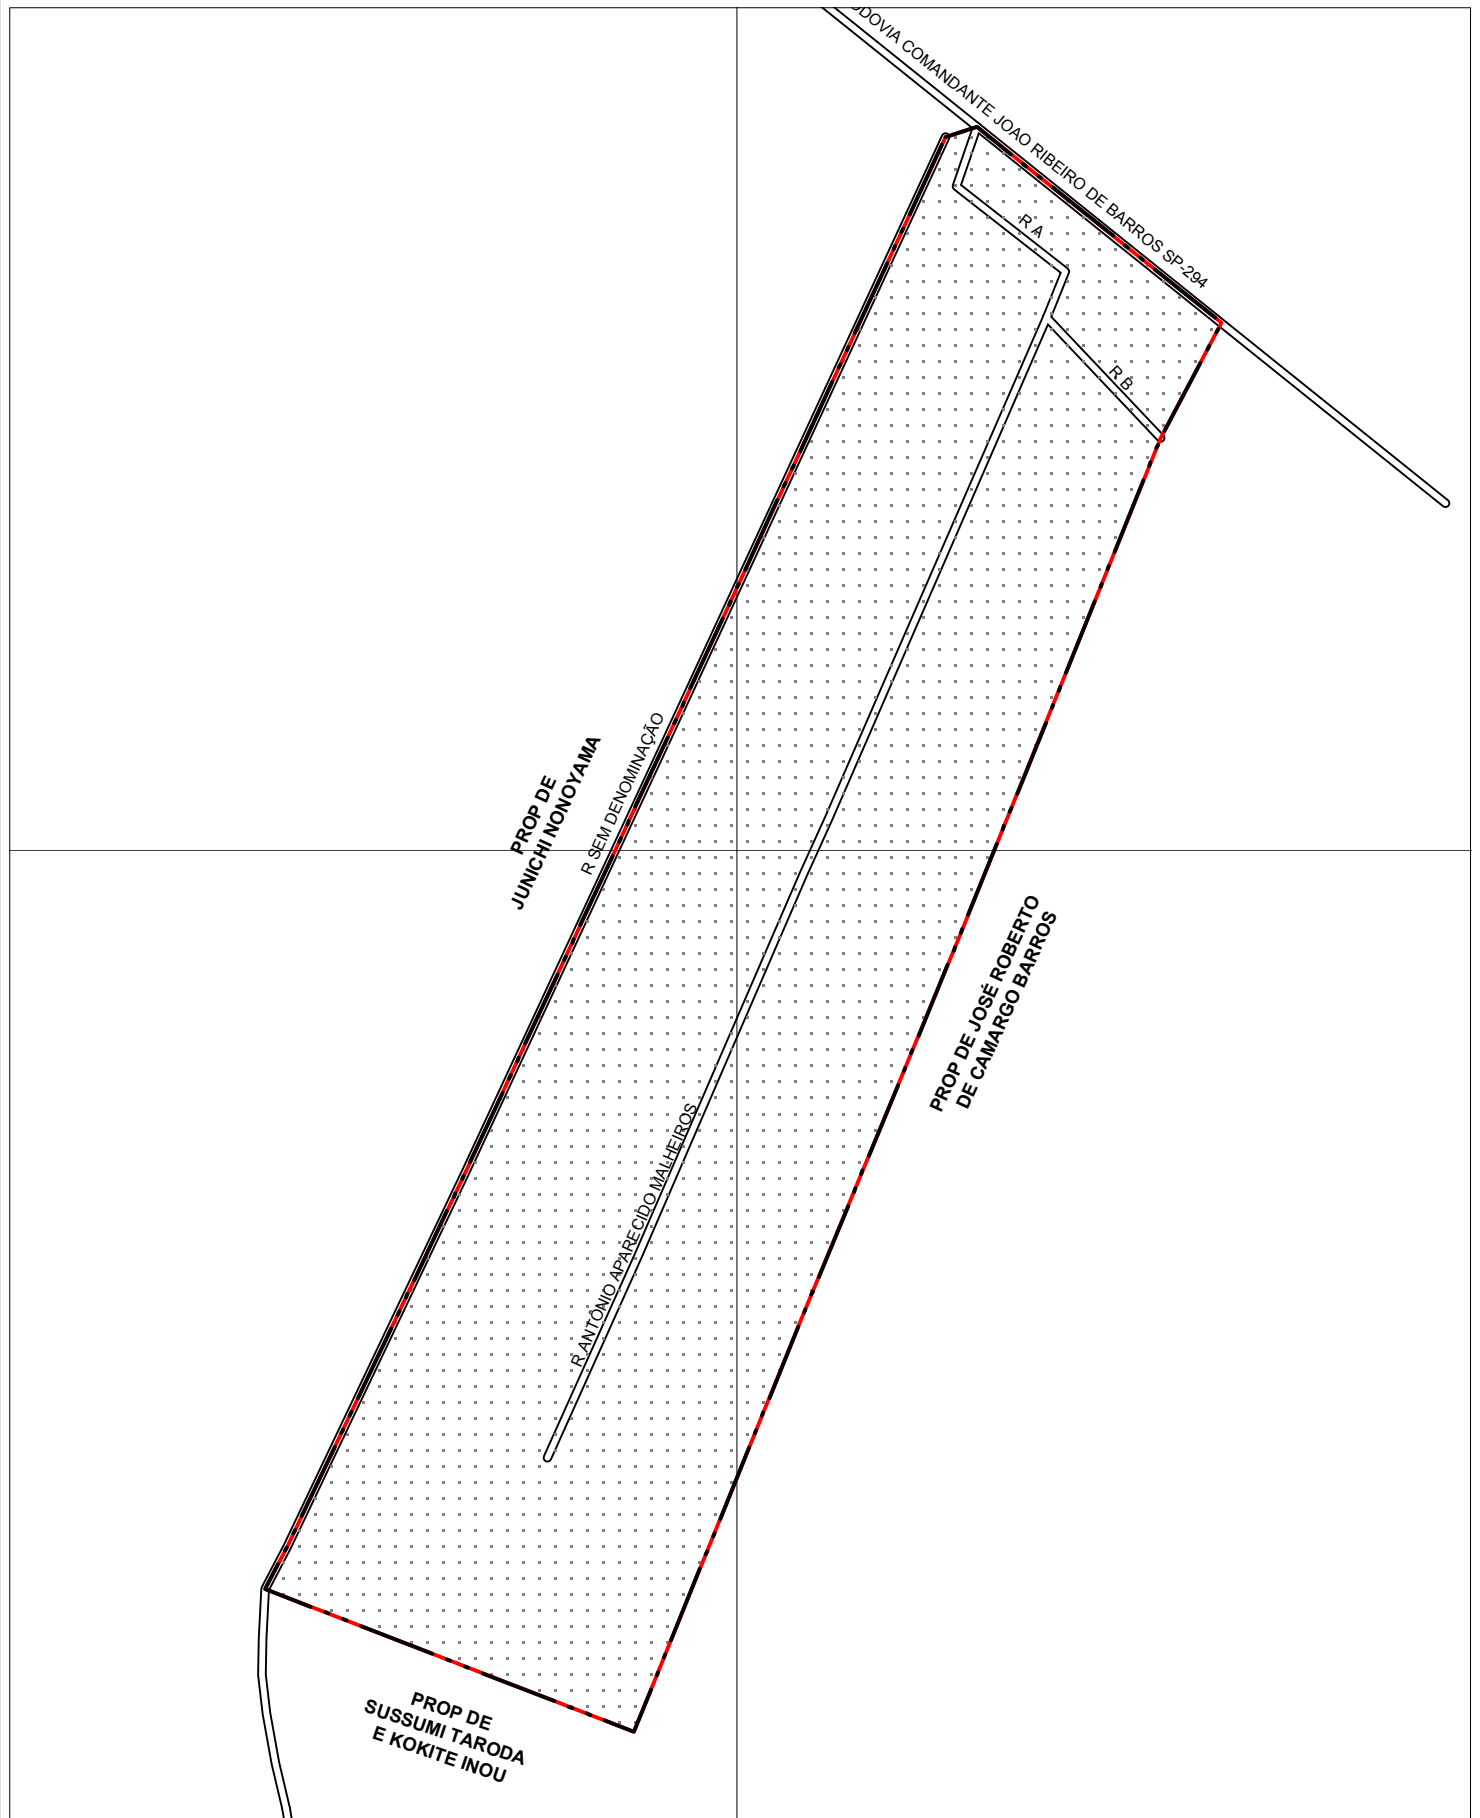 ODOVIA COMANDANTE JOAO RIBEIRO DE BARROS SP-294
R A
R B
PROP DE
JUNICHI NONOYAMA
R SEM DENOMINAÇÃO
PROP DE JOSÉ ROBERTO
DE CAMARGO BARROS
R ANTÔNIO APARECIDO MALHEIROS
PROP DE
SUSSUMI TARODA
E KOKITE INOU